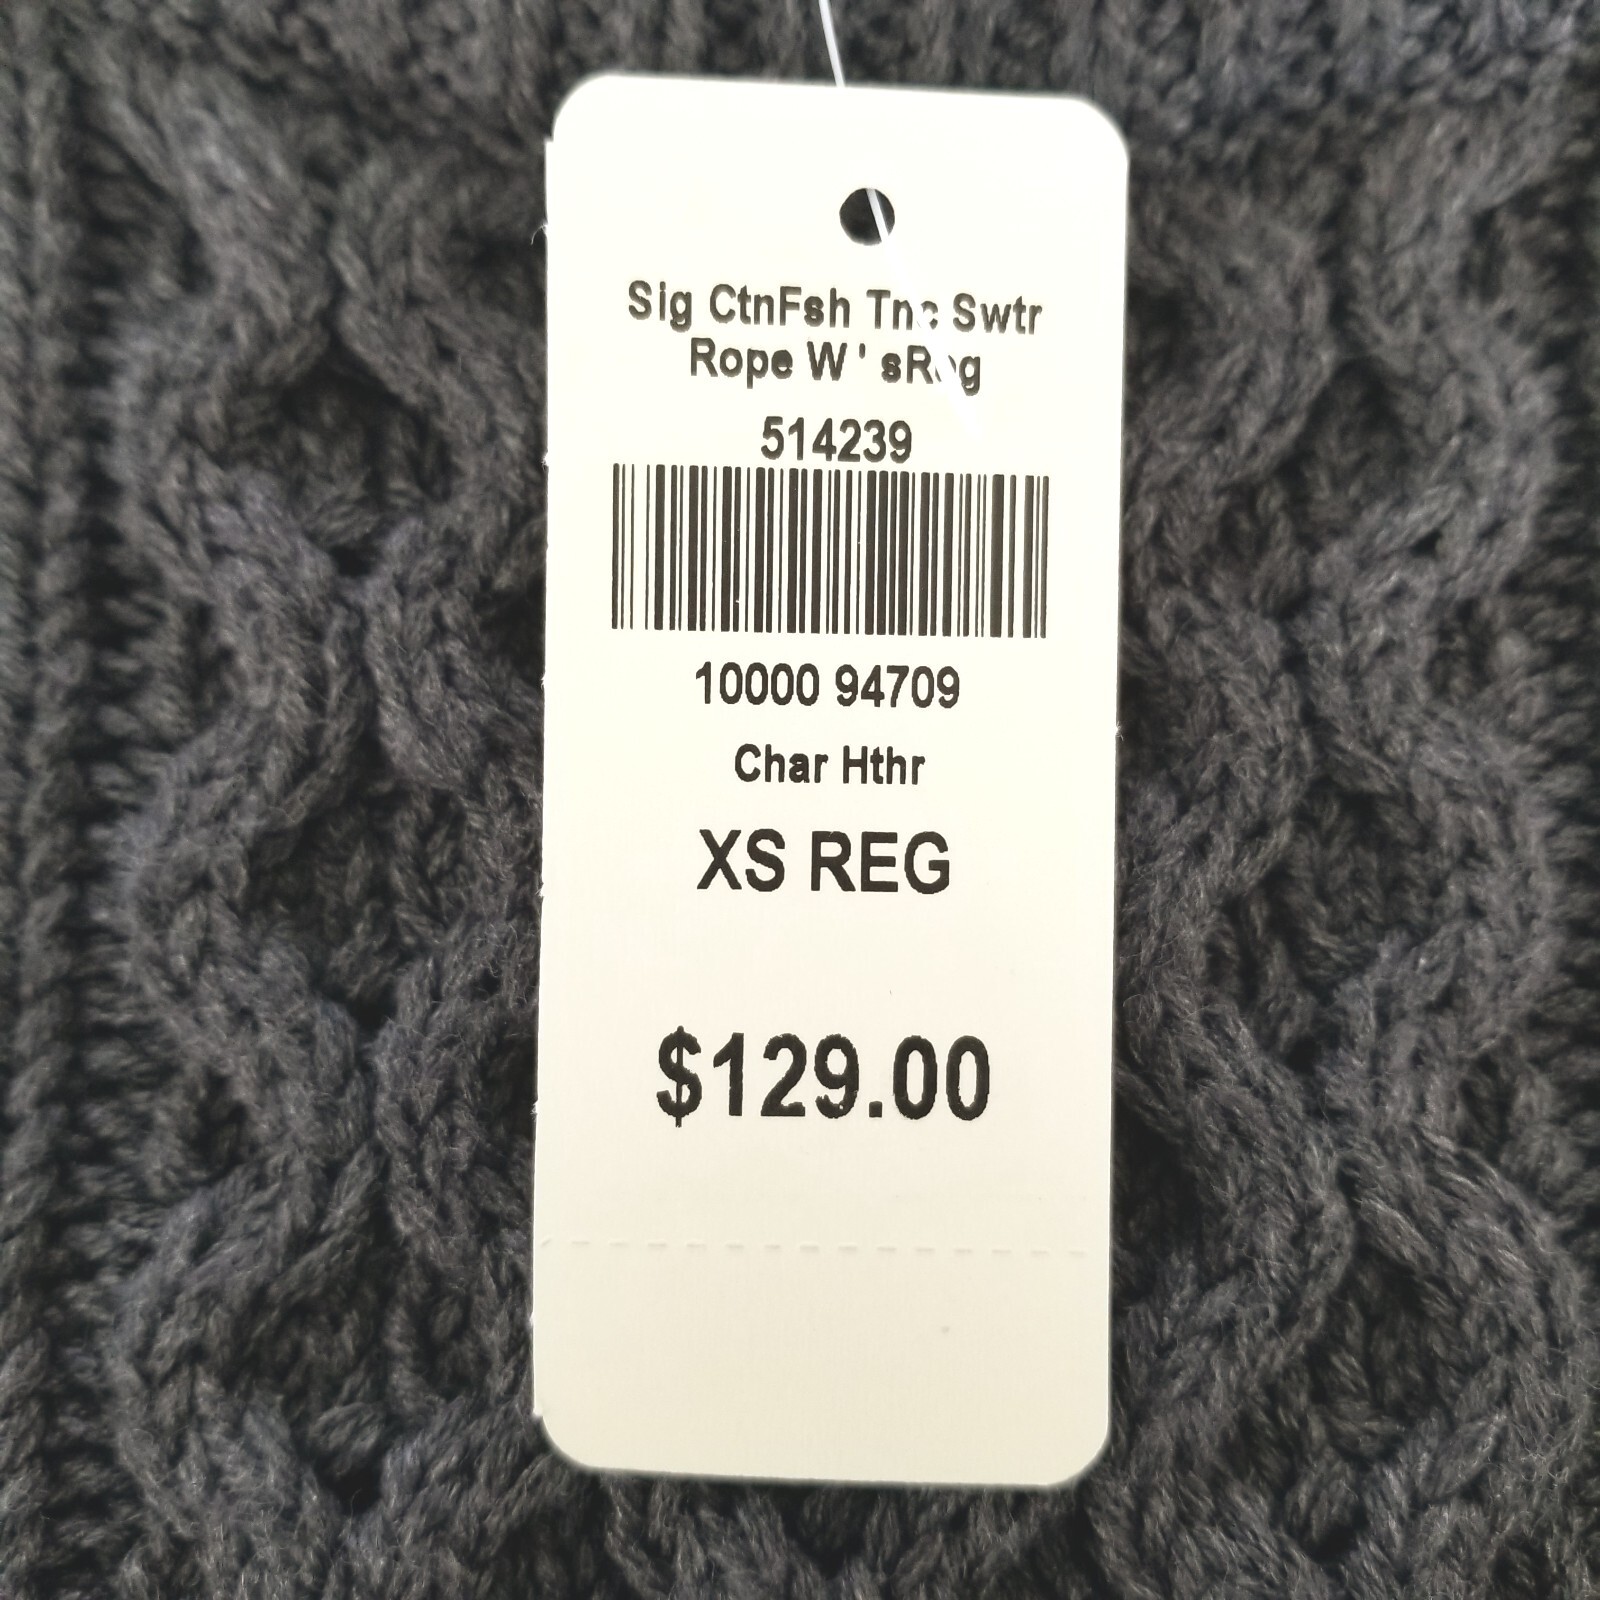 Sig CtnFsh Tnc Swtr
Rope W ' sReg
514239
10000 94709
Char Hthr
XS REG
$129.00